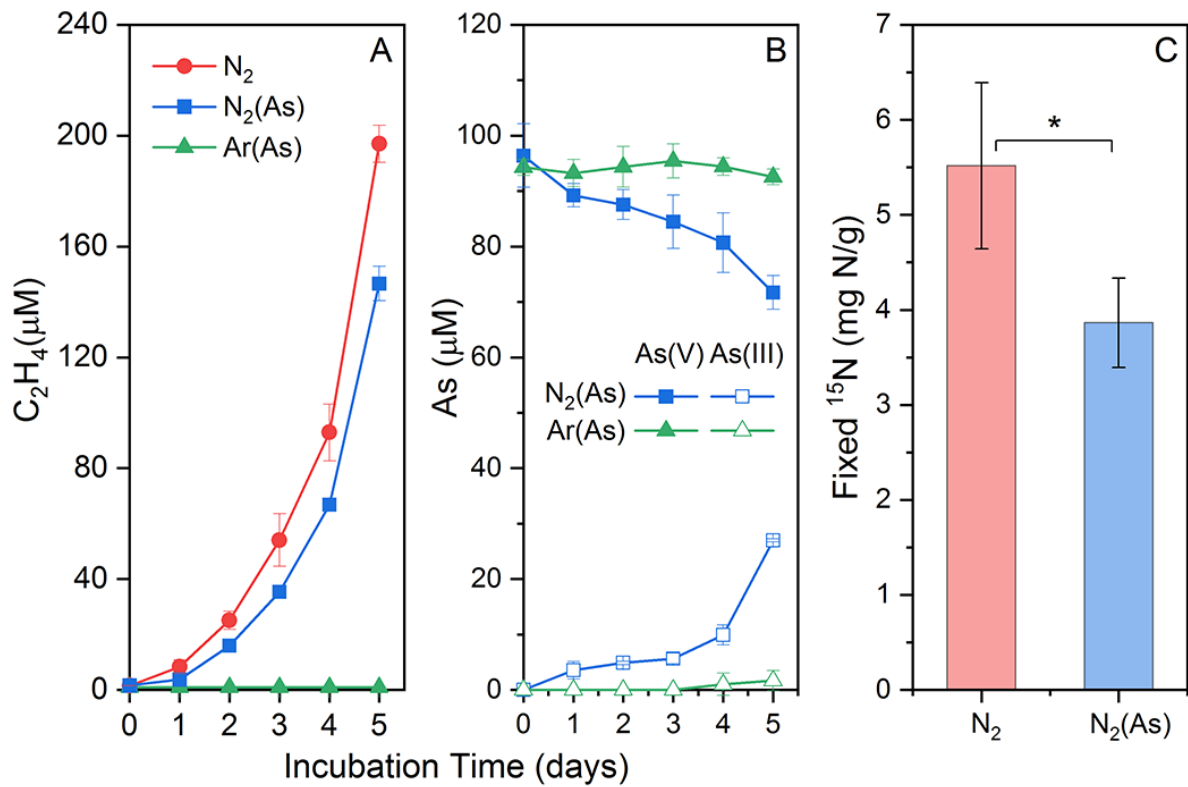 A
C₂H₄(μM)
240
200
160
120
80
40
0
N₂
N₂(As)
Ar(As)
0 1 2 3 4 5
B
As (μM)
120
100
80
60
40
20
0
As(V) As(III)
N₂(As)
Ar(As)
0 1 2 3 4 5
Incubation Time (days)
C
Fixed ¹⁵N (mg N/g)
7
6
5
4
3
2
1
0
*
N₂ N₂(As)